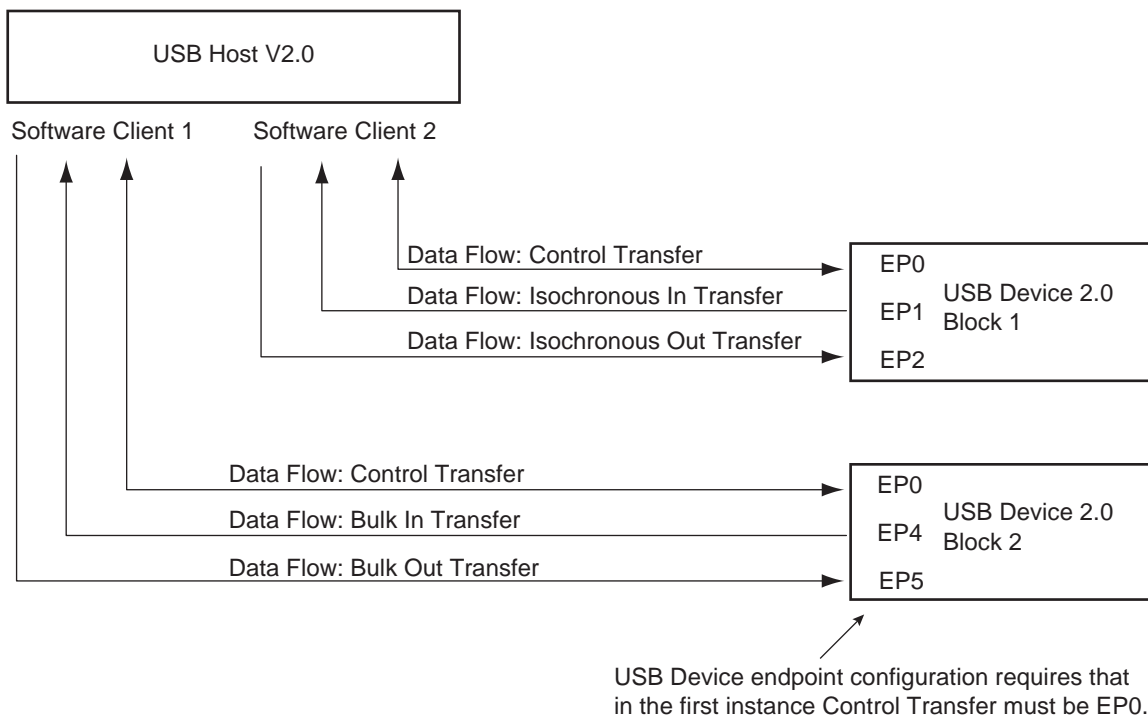 USB Host V2.0
Software Client 1
Software Client 2
Data Flow: Control Transfer
Data Flow: Isochronous In Transfer
Data Flow: Isochronous Out Transfer
EP0
EP1
EP2
USB Device 2.0
Block 1
Data Flow: Control Transfer
Data Flow: Bulk In Transfer
Data Flow: Bulk Out Transfer
EP0
EP4
EP5
USB Device 2.0
Block 2
USB Device endpoint configuration requires that
in the first instance Control Transfer must be EP0.